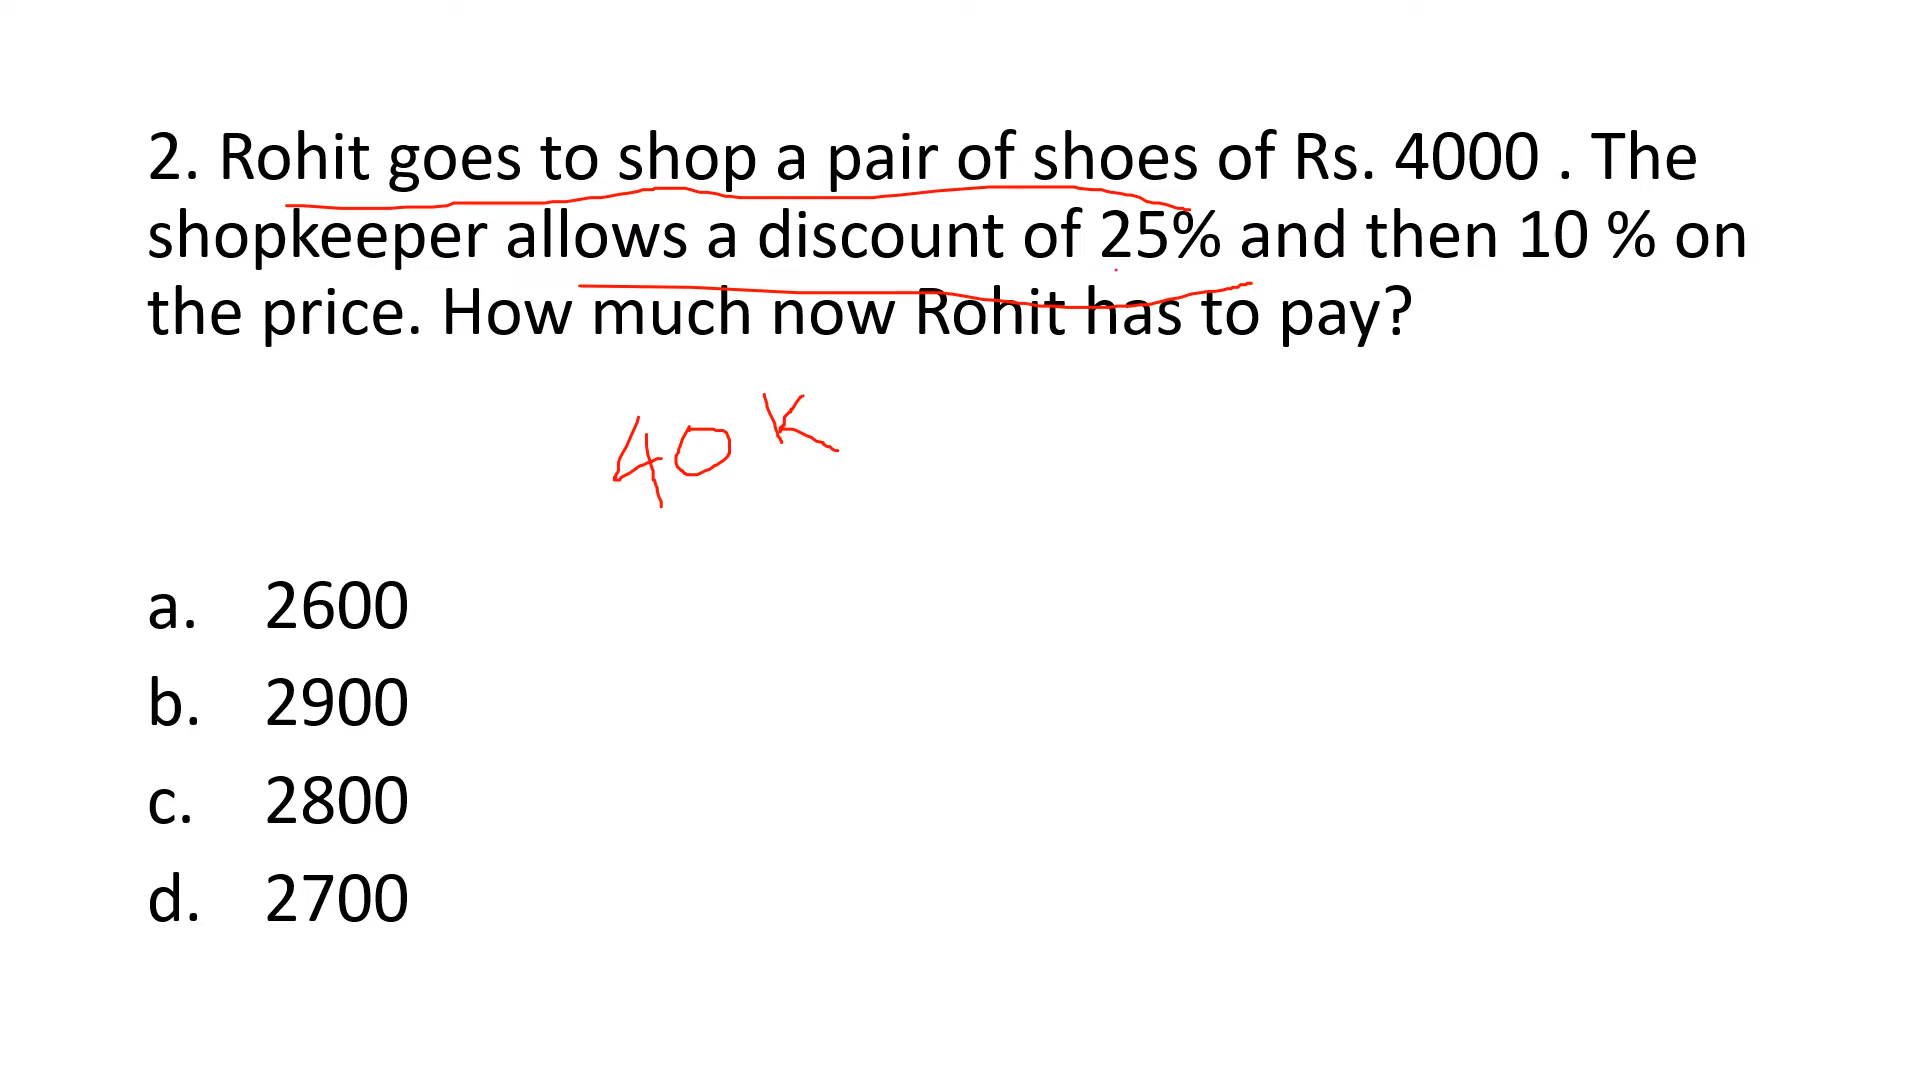 2. Rohit goes to shop a pair of shoes of Rs. 4000 . The
shopkeeper allows a discount of 25% and then 10 % on
the price. How much now Rohit has to pay?
40 K
a. 2600
b. 2900
c. 2800
d. 2700